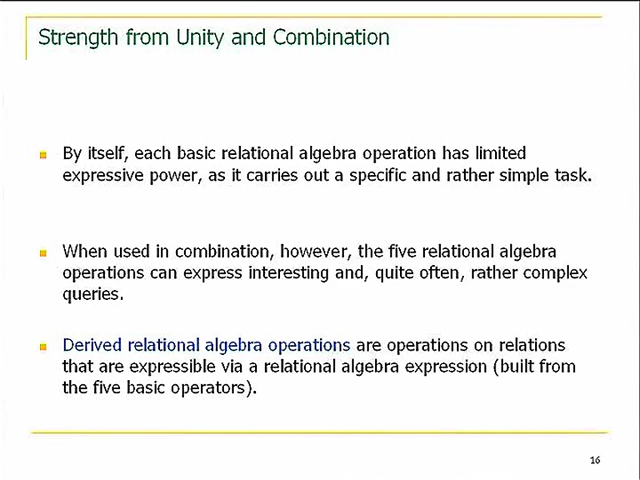 Strength from Unity and Combination
By itself, each basic relational algebra operation has limited
expressive power, as it carries out a specific and rather simple task.
When used in combination, however, the five relational algebra
operations can express interesting and, quite often, rather complex
queries.
Derived relational algebra operations are operations on relations
that are expressible via a relational algebra expression (built from
the five basic operators).
16